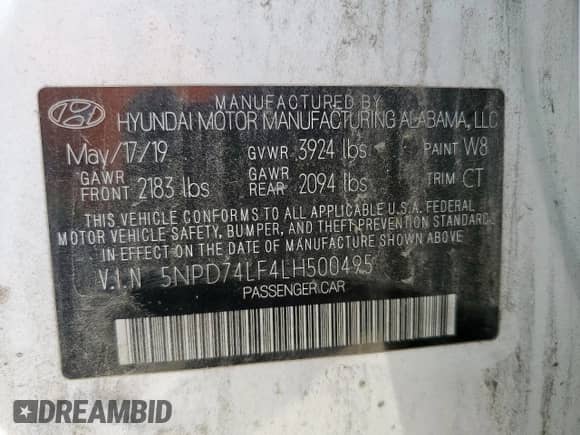 MANUFACTURED BY
HYUNDAI MOTOR MANUFACTURING ALABAMA, LLC
May/17/19 GVWR 3924 lbs PAINT W8
GAWR FRONT 2183 lbs GAWR REAR 2094 lbs TRIM CT
THIS VEHICLE CONFORMS TO ALL APPLICABLE U.S.A. FEDERAL
MOTOR VEHICLE SAFETY, BUMPER, AND THEFT PREVENTION STANDARDS
IN EFFECT ON THE DATE OF MANUFACTURE SHOWN ABOVE
V.I.N 5NPD74LF4LH500495
PASSENGER CAR
DREAMBID